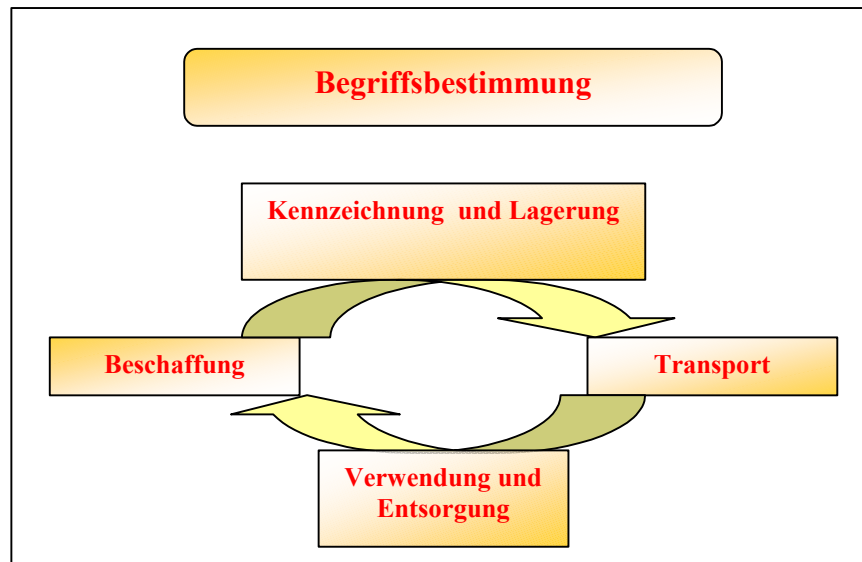 Begriffsbestimmung
Kennzeichnung und Lagerung
Beschaffung
Transport
Verwendung und
Entsorgung